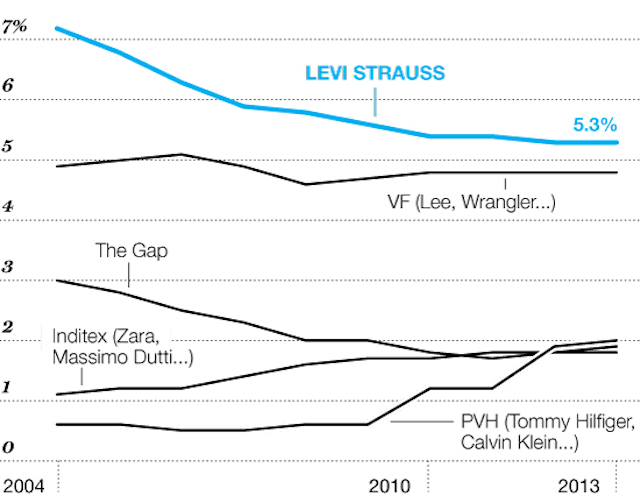 7%
6
LEVI STRAUSS
5.3%
5
VF (Lee, Wrangler...)
4
The Gap
3
2
Inditex (Zara,
Massimo Dutti...)
1
PVH (Tommy Hilfiger,
Calvin Klein...)
0
2004
2010
2013